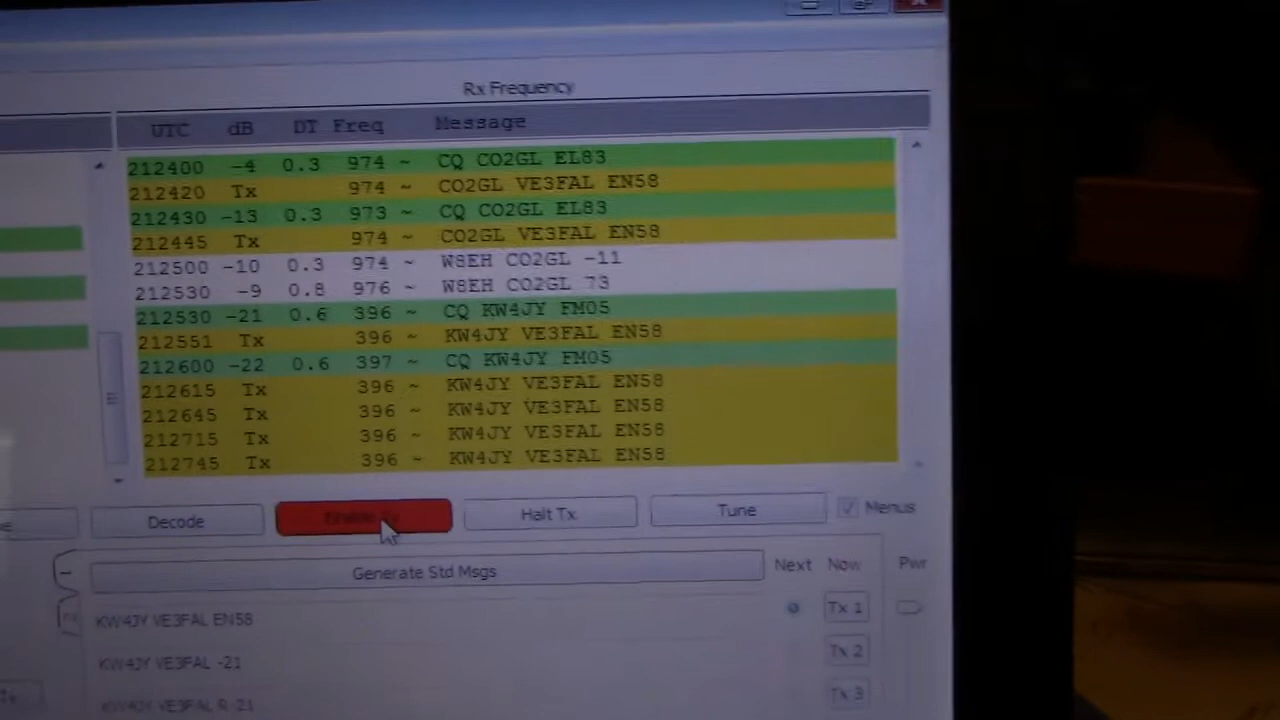 Rx Frequency
UTC dB DT Freq Message
212400 -4 0.3 974 ~ CQ CO2GL EL83
212420 Tx 974 ~ CO2GL VE3FAL EN58
212430 -13 0.3 973 ~ CQ CO2GL EL83
212445 Tx 974 ~ CO2GL VE3FAL EN58
212500 -10 0.3 974 ~ W8EH CO2GL -11
212530 -9 0.8 976 ~ W8EH CO2GL 73
212530 -21 0.6 396 ~ CQ KW4JY FM05
212551 Tx 396 ~ KW4JY VE3FAL EN58
212600 -22 0.6 397 ~ CQ KW4JY FM05
212615 Tx 396 ~ KW4JY VE3FAL EN58
212645 Tx 396 ~ KW4JY VE3FAL EN58
212715 Tx 396 ~ KW4JY VE3FAL EN58
212745 Tx 396 ~ KW4JY VE3FAL EN58
Decode Enable Tx Halt Tx Tune Menus
Generate Std Msgs Next Now Pwr
KW4JY VE3FAL EN58 Tx 1
KW4JY VE3FAL -21 Tx 2
KW4JY VE3FAL R-21 Tx 3